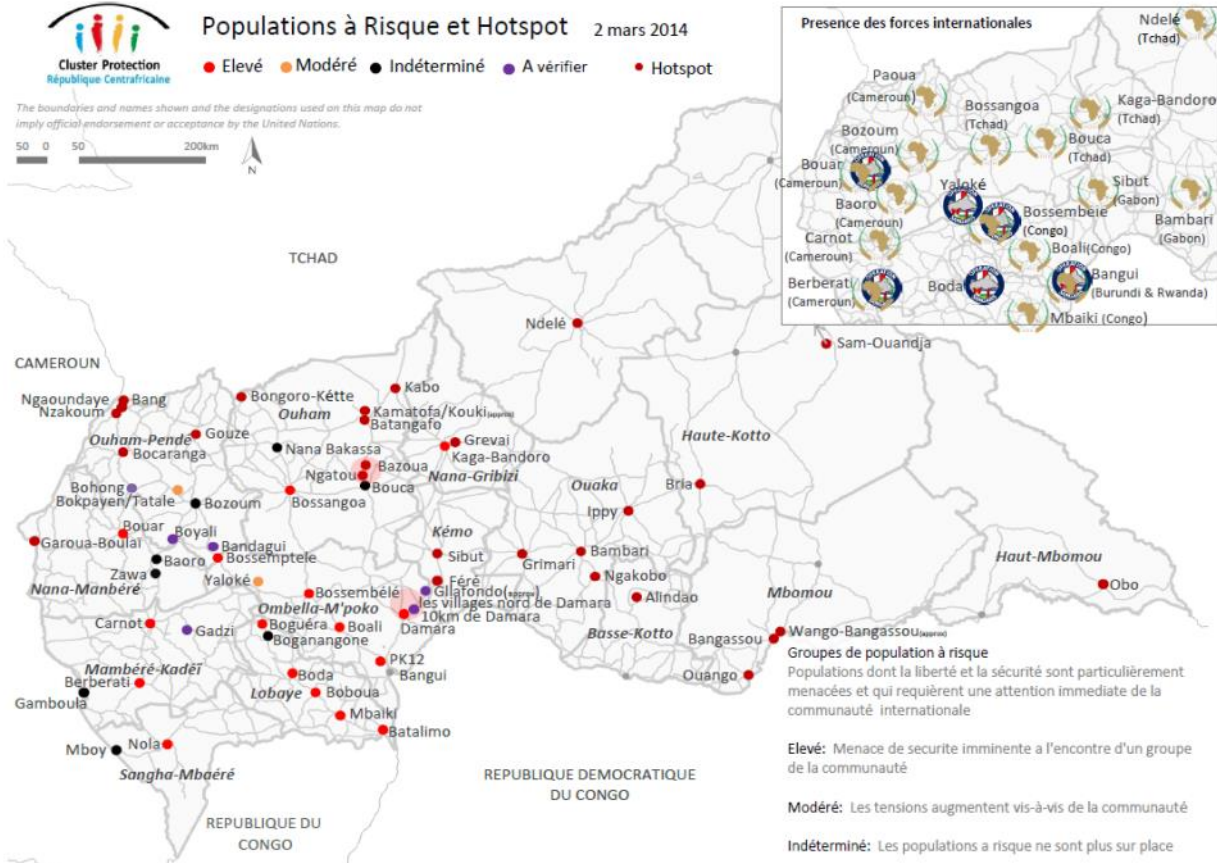 Cluster Protection
République Centrafricaine
Populations à Risque et Hotspot 2 mars 2014
Elevé Modéré Indéterminé A vérifier Hotspot
The boundaries and names shown and the designations used on this map do not
imply official endorsement or acceptance by the United Nations.
50 0 50 200km
N
Presence des forces internationales
Ndelé
(Tchad)
Paoua
(Cameroun)
Bossangoa
(Tchad)
Kaga-Bandoro
(Tchad)
Bozoum
(Cameroun)
Bouca
(Tchad)
Bouar
(Cameroun)
Yaloké
Sibut
(Gabon)
Baoro
(Cameroun)
Bossembeie
(Congo)
Bambari
(Gabon)
Carnot
(Cameroun)
Boali(Congo)
Berberati
(Cameroun)
Boda
Bangui
(Burundi & Rwanda)
Mbaiki (Congo)
TCHAD
Ndelé
Sam-Ouandja
CAMEROUN
Ngaoundaye
Bang
Nzakoum
Bongoro-Kétte
Kabo
Ouham
Kamatofa/Kouki(approx)
Batangafo
Gouze
Ouham-Pendé
Bocaranga
Nana Bakassa
Grevai
Kaga-Bandoro
Haute-Kotto
Bazoua
Ngatoua
Nana-Gribizi
Bouca
Bohong
Bokpayen/Tatale
Bozoum
Bossangoa
Ouaka
Bria
Ippy
Bouar
Boyali
Garoua-Boulaï
Bandagui
Bossemptele
Kémo
Sibut
Grimari
Bambari
Haut-Mbomou
Baoro
Zawa
Nana-Manbéré
Yaloké
Bossembélé
Féré
Gllafondo(approx)
Ngakobo
Alindao
Mbomou
Obo
les villages nord de Damara
10km de Damara
Ombella-M'poko
Damara
Carnot
Gadzi
Boguéra
Boali
Boganangone
Basse-Kotto
Bangassou
Wango-Bangassou(approx)
Mambéré-Kadéï
Berberati
Gamboula
PK12
Bangui
Boda
Lobaye
Boboua
Ouango
Mbaiki
Batalimo
Mboy
Nola
Sangha-Mbaéré
REPUBLIQUE DEMOCRATIQUE
DU CONGO
REPUBLIQUE DU
CONGO
Groupes de population à risque
Populations dont la liberté et la sécurité sont particulièrement
menacées et qui requièrent une attention immediate de la
communauté internationale
Elevé: Menace de securite imminente a l'encontre d'un groupe
de la communauté
Modéré: Les tensions augmentent vis-à-vis de la communauté
Indéterminé: Les populations a risque ne sont plus sur place